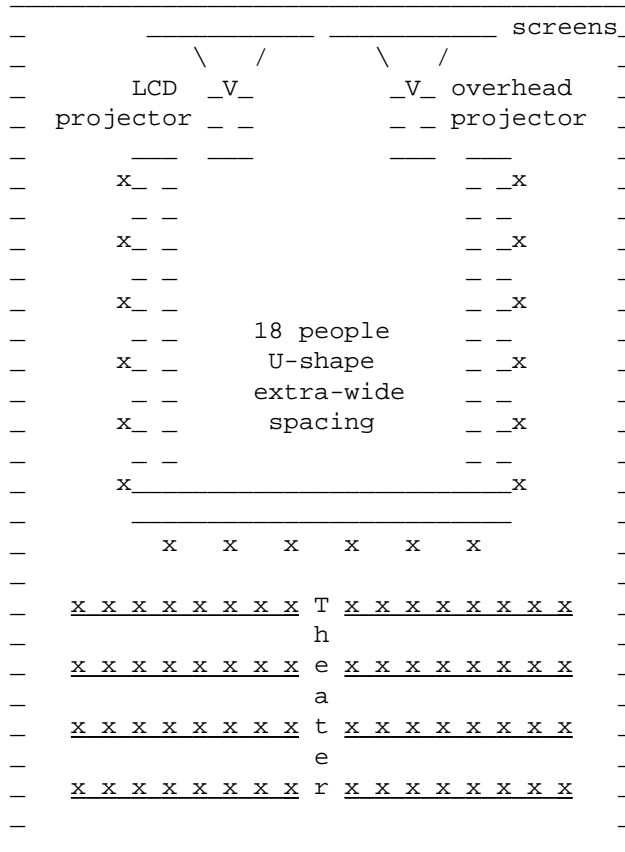 screens
LCD V V overhead
projector projector
x x
x x
x x
18 people
x U-shape x
extra-wide
x spacing x
x x
x x x x x x
x x x x x x x x T x x x x x x x x
h
x x x x x x x x e x x x x x x x x
a
x x x x x x x x t x x x x x x x x
e
x x x x x x x x r x x x x x x x x